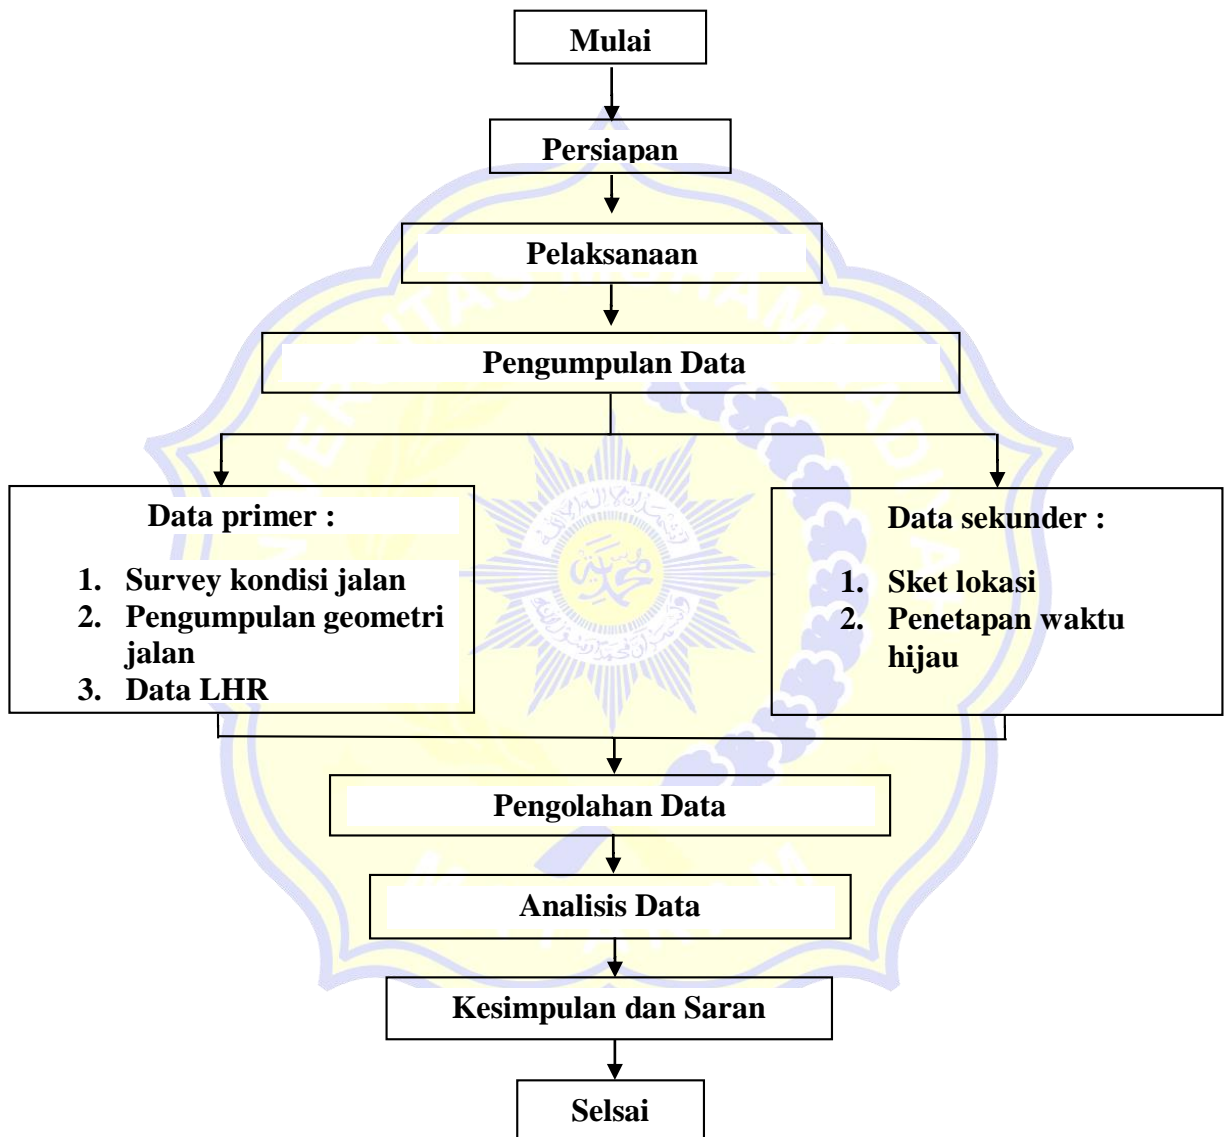 Mulai
Persiapan
Pelaksanaan
Pengumpulan Data
Data primer :
1. Survey kondisi jalan
2. Pengumpulan geometri
jalan
3. Data LHR
Data sekunder :
1. Sket lokasi
2. Penetapan waktu
hijau
Pengolahan Data
Analisis Data
Kesimpulan dan Saran
Selsai